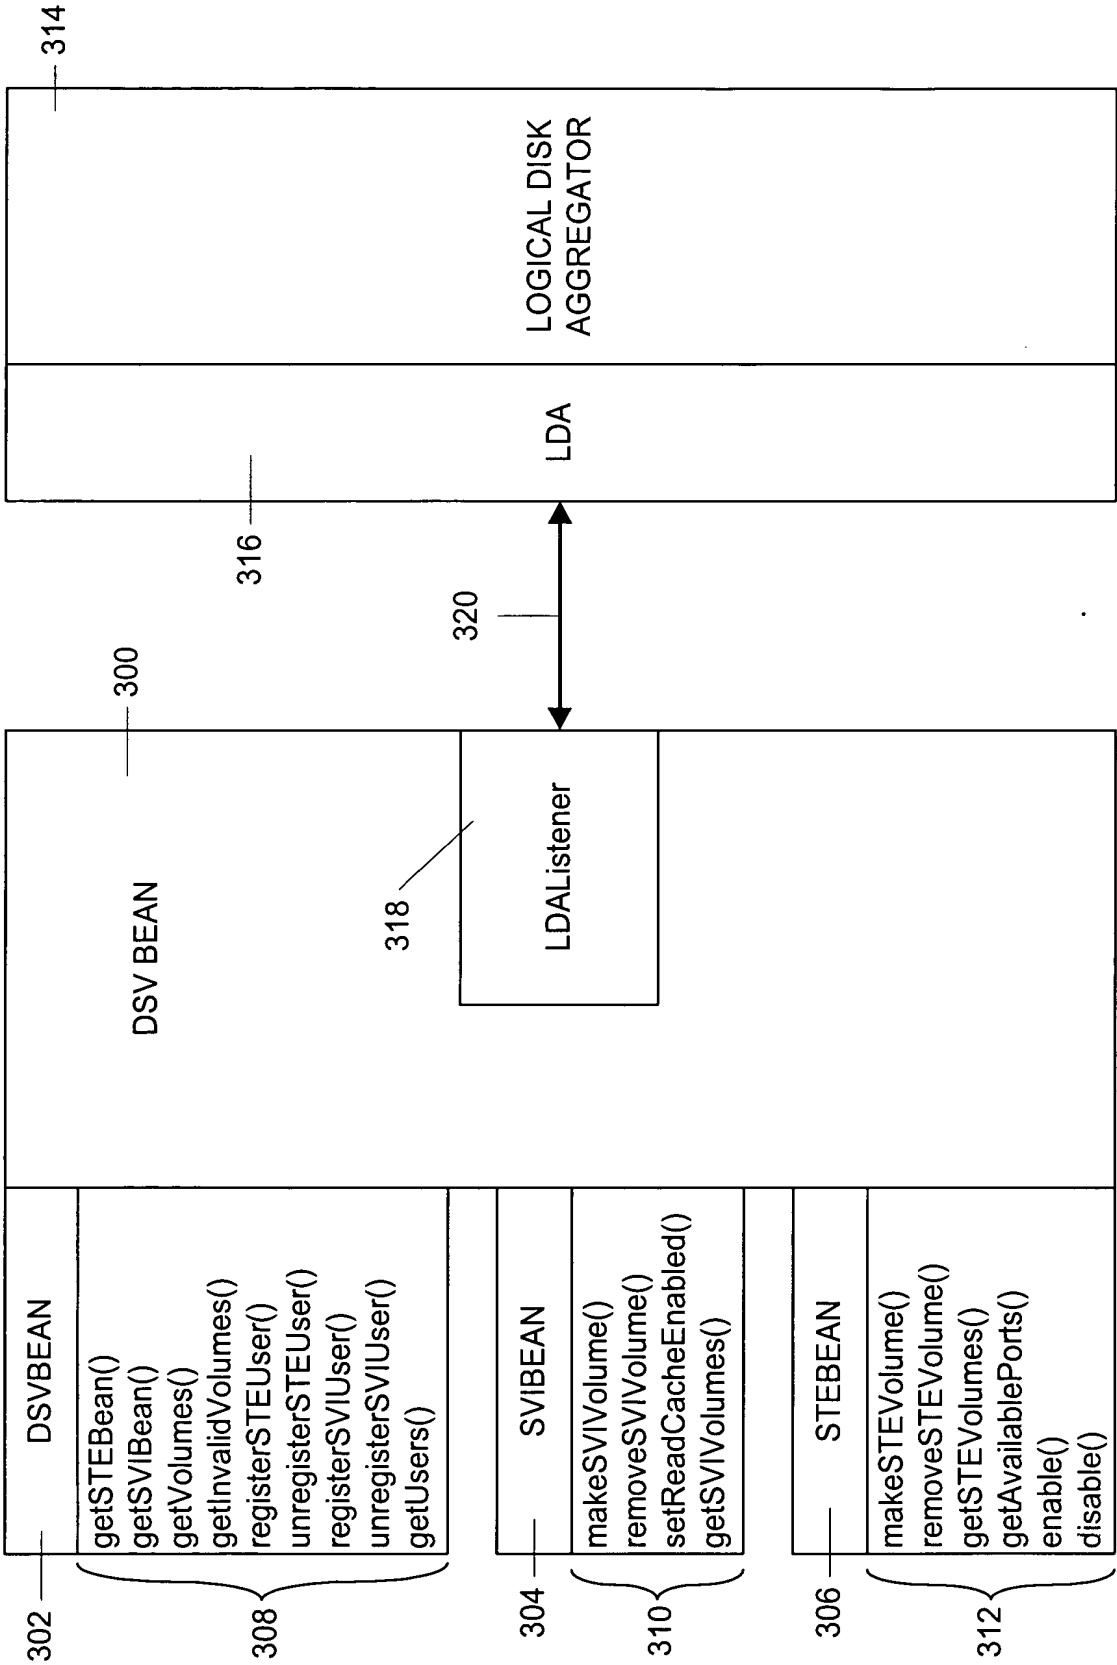 302
DSVBEAN
getSTEBean()
getSVIBean()
getVolumes()
getInvalidVolumes()
registerSTEUser()
unregisterSTEUser()
registerSVIUser()
unregisterSVIUser()
getUsers()
308
304
SVIBEAN
makeSVIVolume()
removeSVIVolume()
setReadCacheEnabled()
getSVIVolumes()
310
306
STEBEAN
makeSTEVolume()
removeSTEVolume()
getSTEVolumes()
getAvailablePorts()
enable()
disable()
312
DSV BEAN
300
318
LDAListener
320
316
LDA
LOGICAL DISK
AGGREGATOR
314